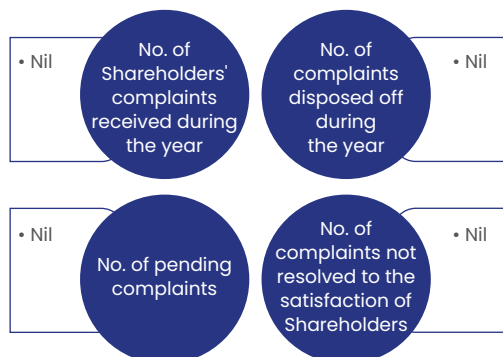 • Nil
No. of
Shareholders'
complaints
received during
the year
No. of
complaints
disposed off
during
the year
• Nil
• Nil
No. of pending
complaints
No. of
complaints not
resolved to the
satisfaction of
Shareholders
• Nil